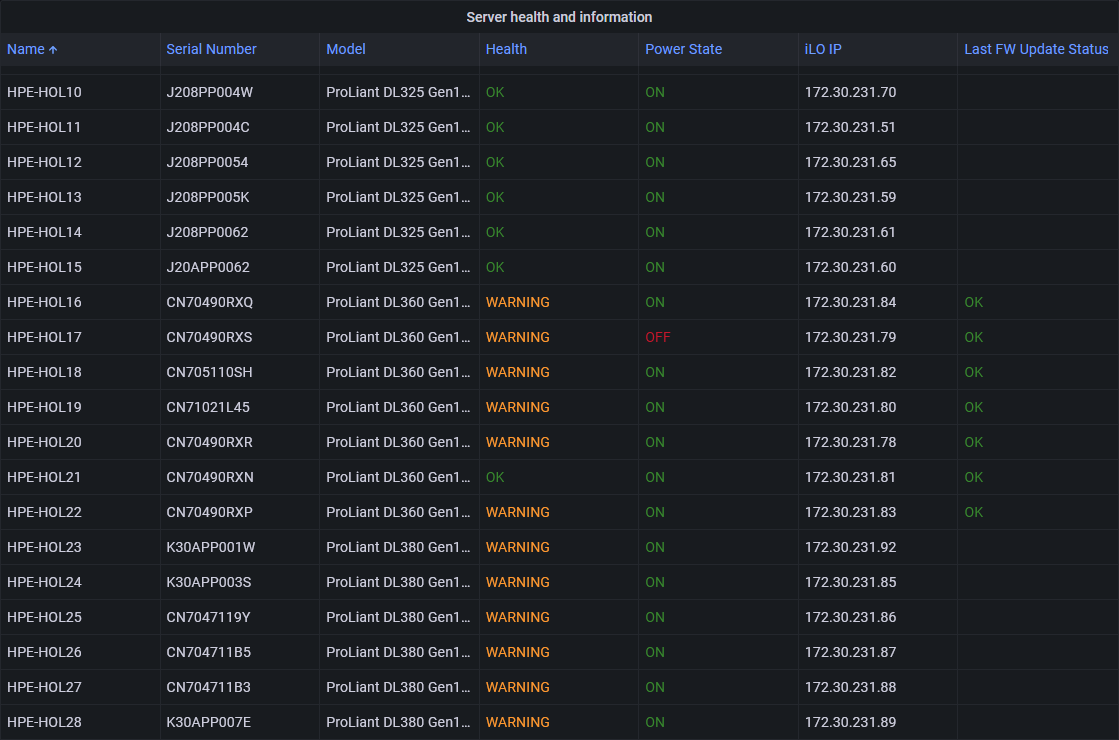 Server health and information
Name ↑ Serial Number Model Health Power State iLO IP Last FW Update Status
HPE-HOL10 J208PP004W ProLiant DL325 Gen1... OK ON 172.30.231.70
HPE-HOL11 J208PP004C ProLiant DL325 Gen1... OK ON 172.30.231.51
HPE-HOL12 J208PP0054 ProLiant DL325 Gen1... OK ON 172.30.231.65
HPE-HOL13 J208PP005K ProLiant DL325 Gen1... OK ON 172.30.231.59
HPE-HOL14 J208PP0062 ProLiant DL325 Gen1... OK ON 172.30.231.61
HPE-HOL15 J20APP0062 ProLiant DL325 Gen1... OK ON 172.30.231.60
HPE-HOL16 CN70490RXQ ProLiant DL360 Gen1... WARNING ON 172.30.231.84 OK
HPE-HOL17 CN70490RXS ProLiant DL360 Gen1... WARNING OFF 172.30.231.79 OK
HPE-HOL18 CN705110SH ProLiant DL360 Gen1... WARNING ON 172.30.231.82 OK
HPE-HOL19 CN71021L45 ProLiant DL360 Gen1... WARNING ON 172.30.231.80 OK
HPE-HOL20 CN70490RXR ProLiant DL360 Gen1... WARNING ON 172.30.231.78 OK
HPE-HOL21 CN70490RXN ProLiant DL360 Gen1... OK ON 172.30.231.81 OK
HPE-HOL22 CN70490RXP ProLiant DL360 Gen1... WARNING ON 172.30.231.83 OK
HPE-HOL23 K30APP001W ProLiant DL380 Gen1... WARNING ON 172.30.231.92
HPE-HOL24 K30APP003S ProLiant DL380 Gen1... WARNING ON 172.30.231.85
HPE-HOL25 CN7047119Y ProLiant DL380 Gen1... WARNING ON 172.30.231.86
HPE-HOL26 CN704711B5 ProLiant DL380 Gen1... WARNING ON 172.30.231.87
HPE-HOL27 CN704711B3 ProLiant DL380 Gen1... WARNING ON 172.30.231.88
HPE-HOL28 K30APP007E ProLiant DL380 Gen1... WARNING ON 172.30.231.89